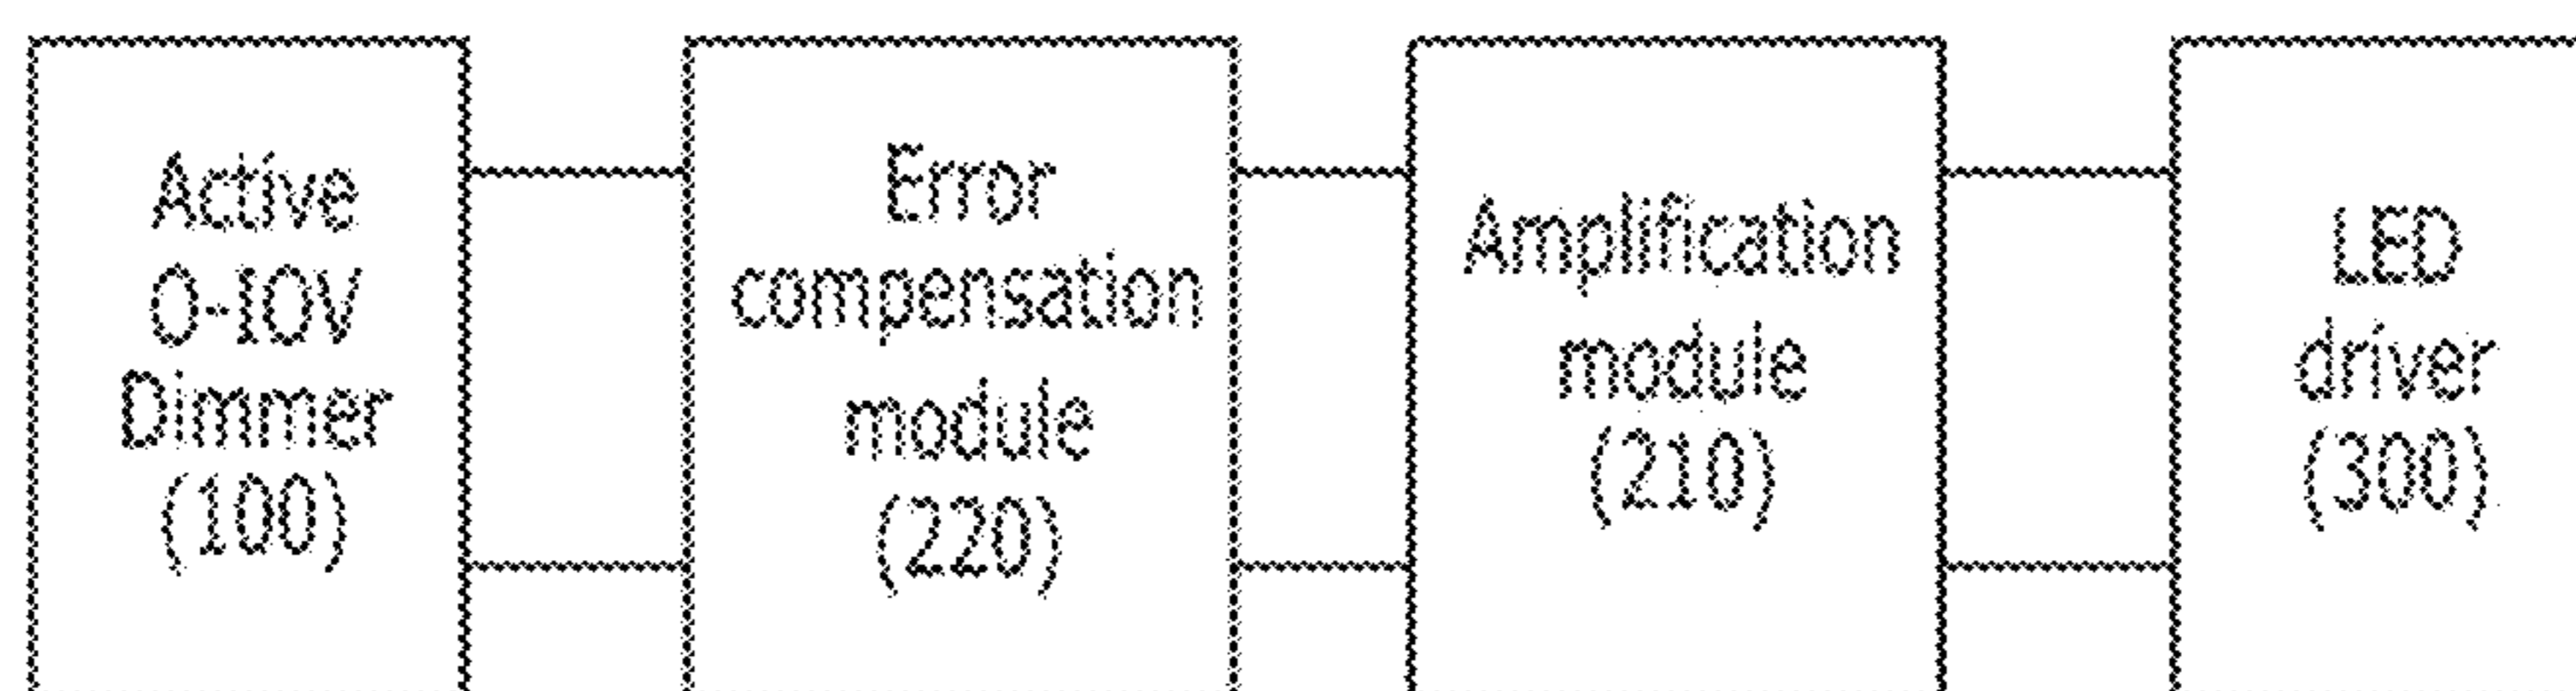 Active
0-10V
Dimmer
(100)
Error
compensation
module
(220)
Amplification
module
(210)
LED
driver
(300)